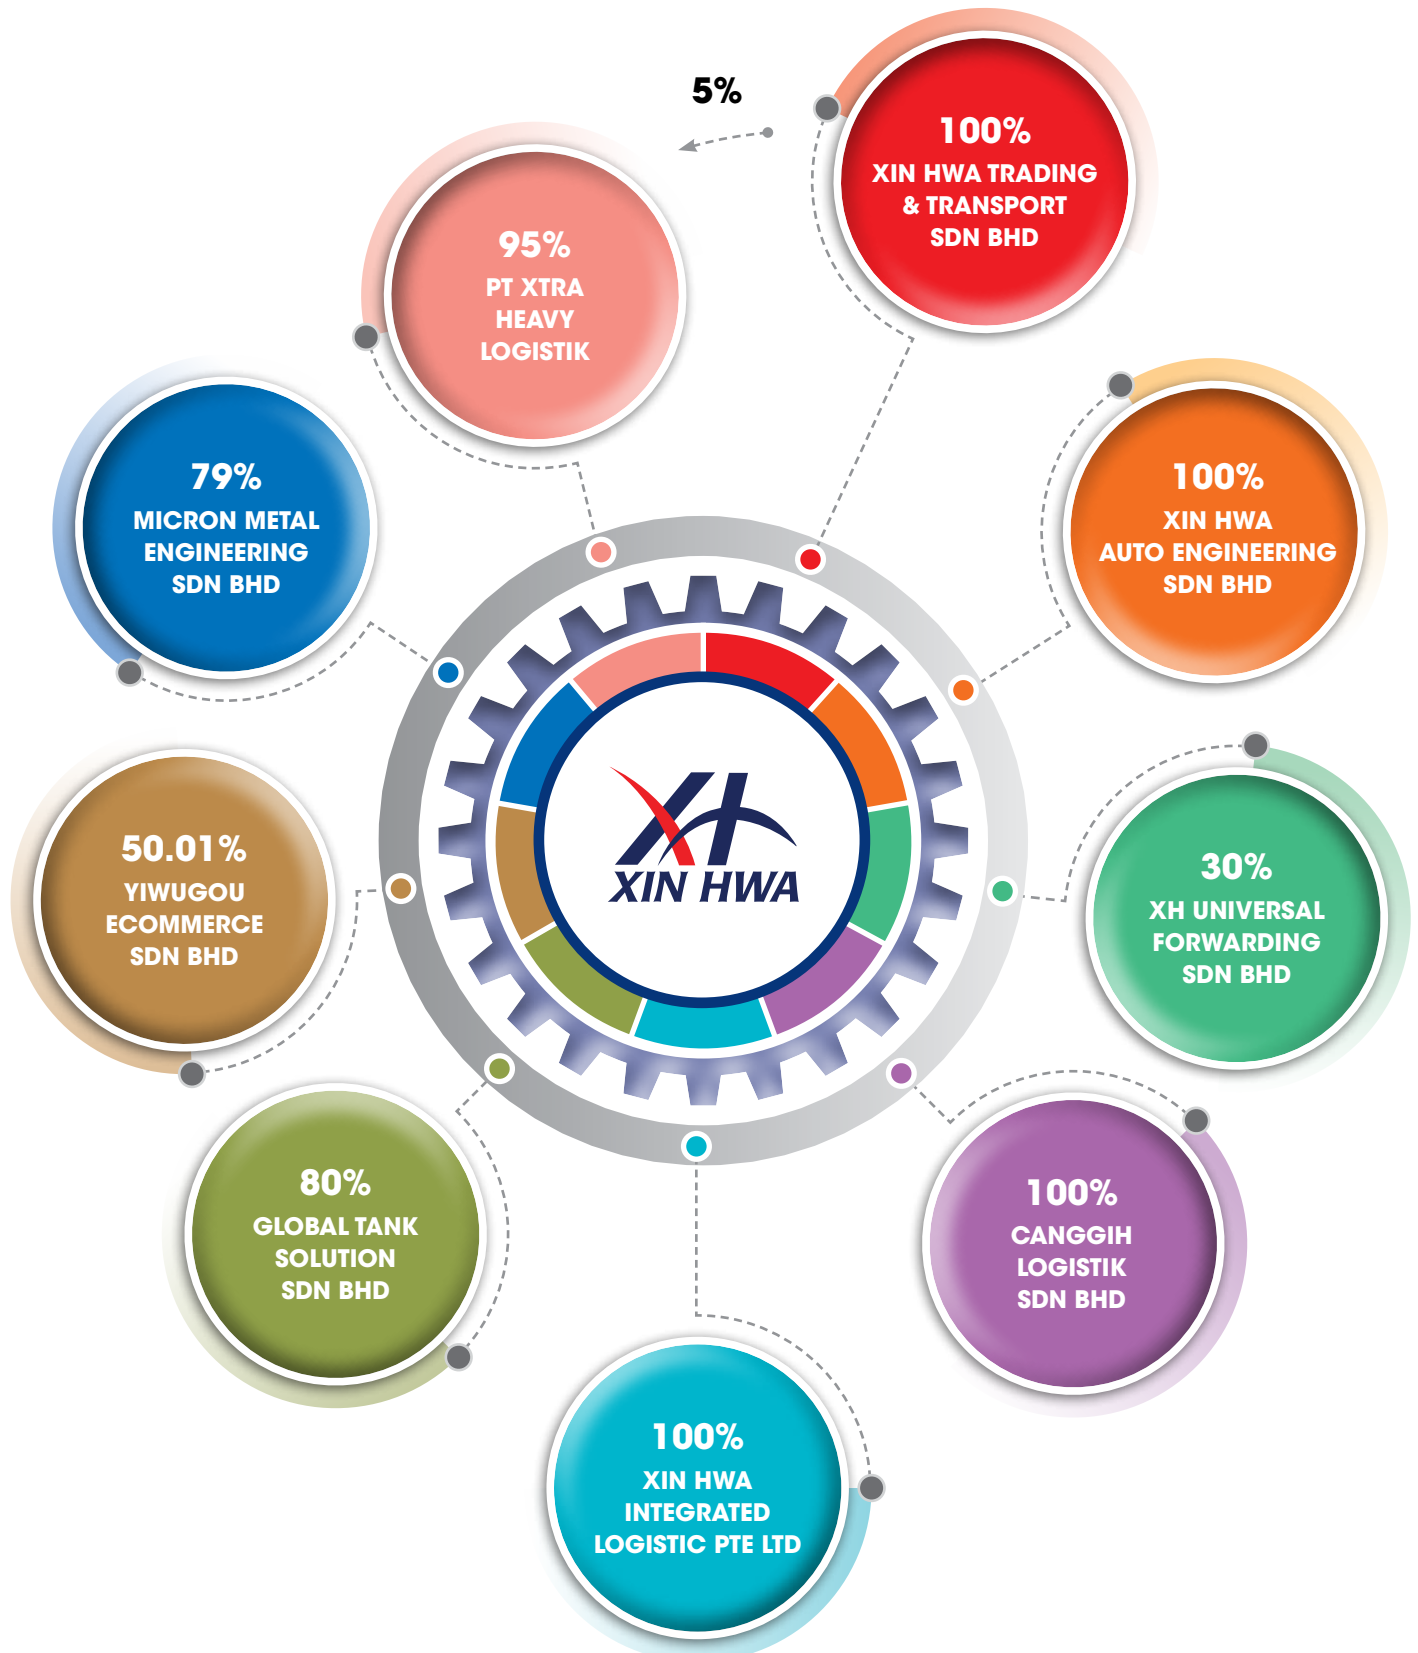 5%
100%
XIN HWA TRADING
& TRANSPORT
SDN BHD
95%
PT XTRA
HEAVY
LOGISTIK
79%
MICRON METAL
ENGINEERING
SDN BHD
100%
XIN HWA
AUTO ENGINEERING
SDN BHD
XH
XIN HWA
50.01%
YIWUGOU
ECOMMERCE
SDN BHD
30%
XH UNIVERSAL
FORWARDING
SDN BHD
80%
GLOBAL TANK
SOLUTION
SDN BHD
100%
CANGGIH
LOGISTIK
SDN BHD
100%
XIN HWA
INTEGRATED
LOGISTIC PTE LTD